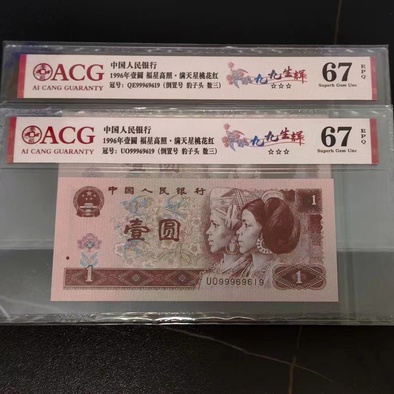 ACG
AI CANG GUARANTY
中国人民银行
1996年壹圓 福星高照·满天星桃花红
冠号：QE99969619（倒置号 豹子头 数三）
九九生辉
☆☆☆
67 EPQ
Superb Gem Unc
ACG
AI CANG GUARANTY
中国人民银行
1996年壹圓 福星高照·满天星桃花红
冠号：UO99969619（倒置号 豹子头 数三）
九九生辉
☆☆☆
67 EPQ
Superb Gem Unc
中国人民银行
1
壹圆
1
1
UO99969619